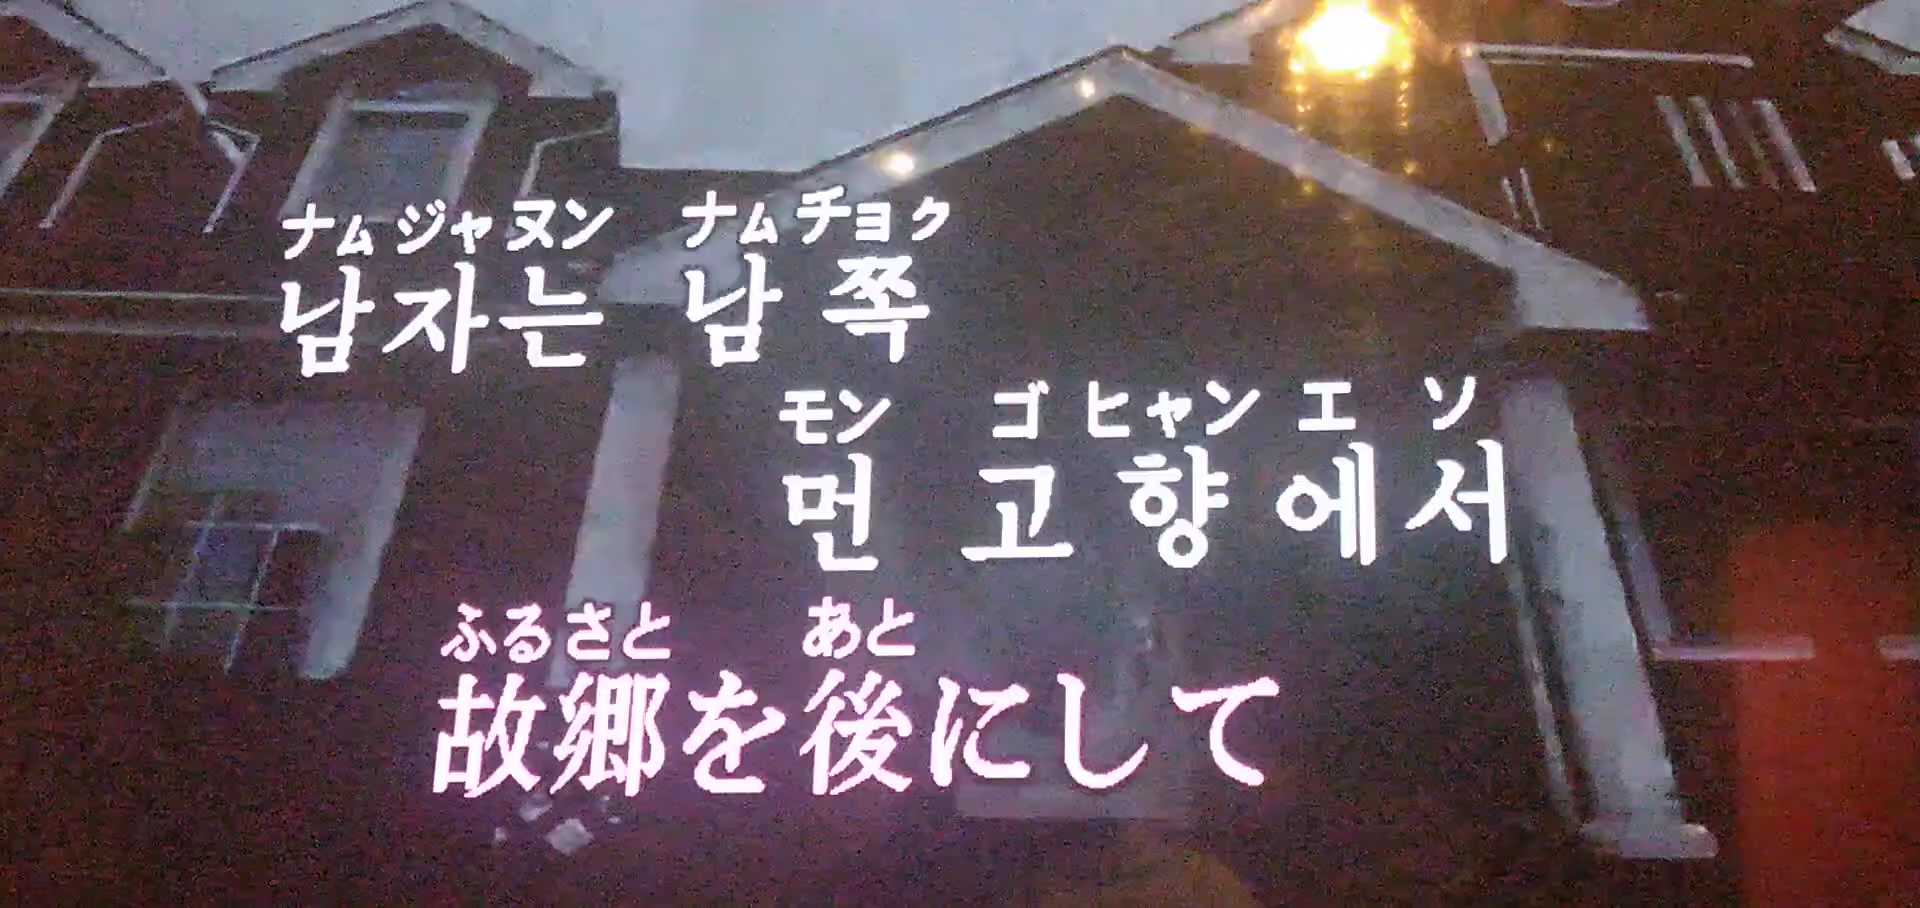 ナムジャヌン ナムチョク
남자는 남쪽
モン ゴヒャンエソ
먼 고향에서
ふるさと あと
故郷を後にして